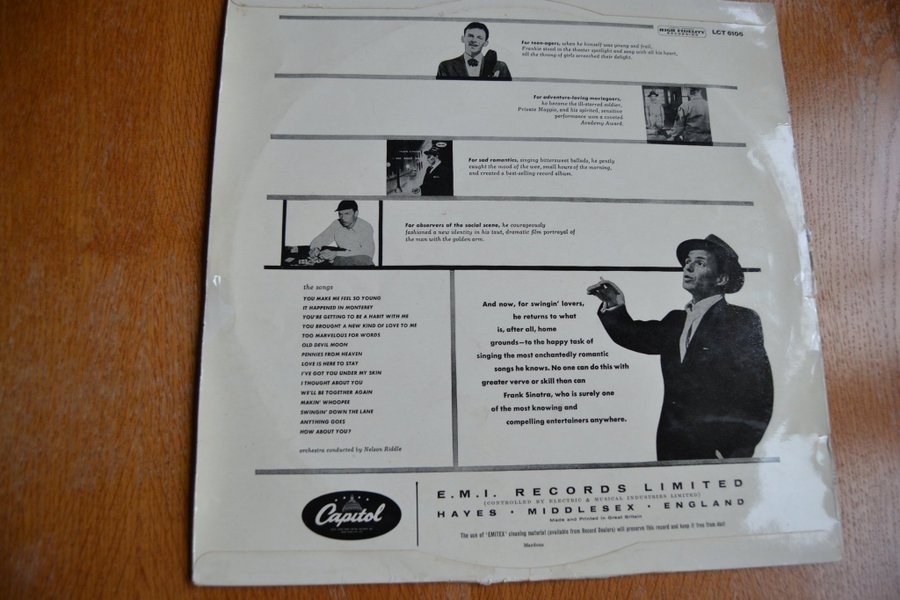 HIGH FIDELITY
RECORDING
LCT 6106
For teen-agers, when he himself was young and frail,
Frankie stood in the theater spotlight and sang with all his heart,
till the throng of girls screeched their delight.
For adventure-loving moviegoers,
he became the ill-starred soldier,
Private Maggio, and his spirited, sensitive
performance won a coveted
Academy Award.
For sad romantics, singing bittersweet ballads, he gently
caught the mood of the wee, small hours of the morning,
and created a best-selling record album.
For observers of the social scene, he courageously
fashioned a new identity in his taut, dramatic film portrayal of
the man with the golden arm.
the songs
YOU MAKE ME FEEL SO YOUNG
IT HAPPENED IN MONTEREY
YOU'RE GETTING TO BE A HABIT WITH ME
YOU BROUGHT A NEW KIND OF LOVE TO ME
TOO MARVELOUS FOR WORDS
OLD DEVIL MOON
PENNIES FROM HEAVEN
LOVE IS HERE TO STAY
I'VE GOT YOU UNDER MY SKIN
I THOUGHT ABOUT YOU
WE'LL BE TOGETHER AGAIN
MAKIN' WHOOPEE
SWINGIN' DOWN THE LANE
ANYTHING GOES
HOW ABOUT YOU?
orchestra conducted by Nelson Riddle
And now, for swingin' lovers,
he returns to what
is, after all, home
grounds—to the happy task of
singing the most enchantedly romantic
songs he knows. No one can do this with
greater verve or skill than can
Frank Sinatra, who is surely one
of the most knowing and
compelling entertainers anywhere.
Capitol
E.M.I. RECORDS LIMITED
(CONTROLLED BY ELECTRIC & MUSICAL INDUSTRIES LIMITED)
HAYES · MIDDLESEX · ENGLAND
Made and Printed in Great Britain
The use of 'EMITEX' cleaning material (available from Record Dealers) will preserve this record and keep it free from dust